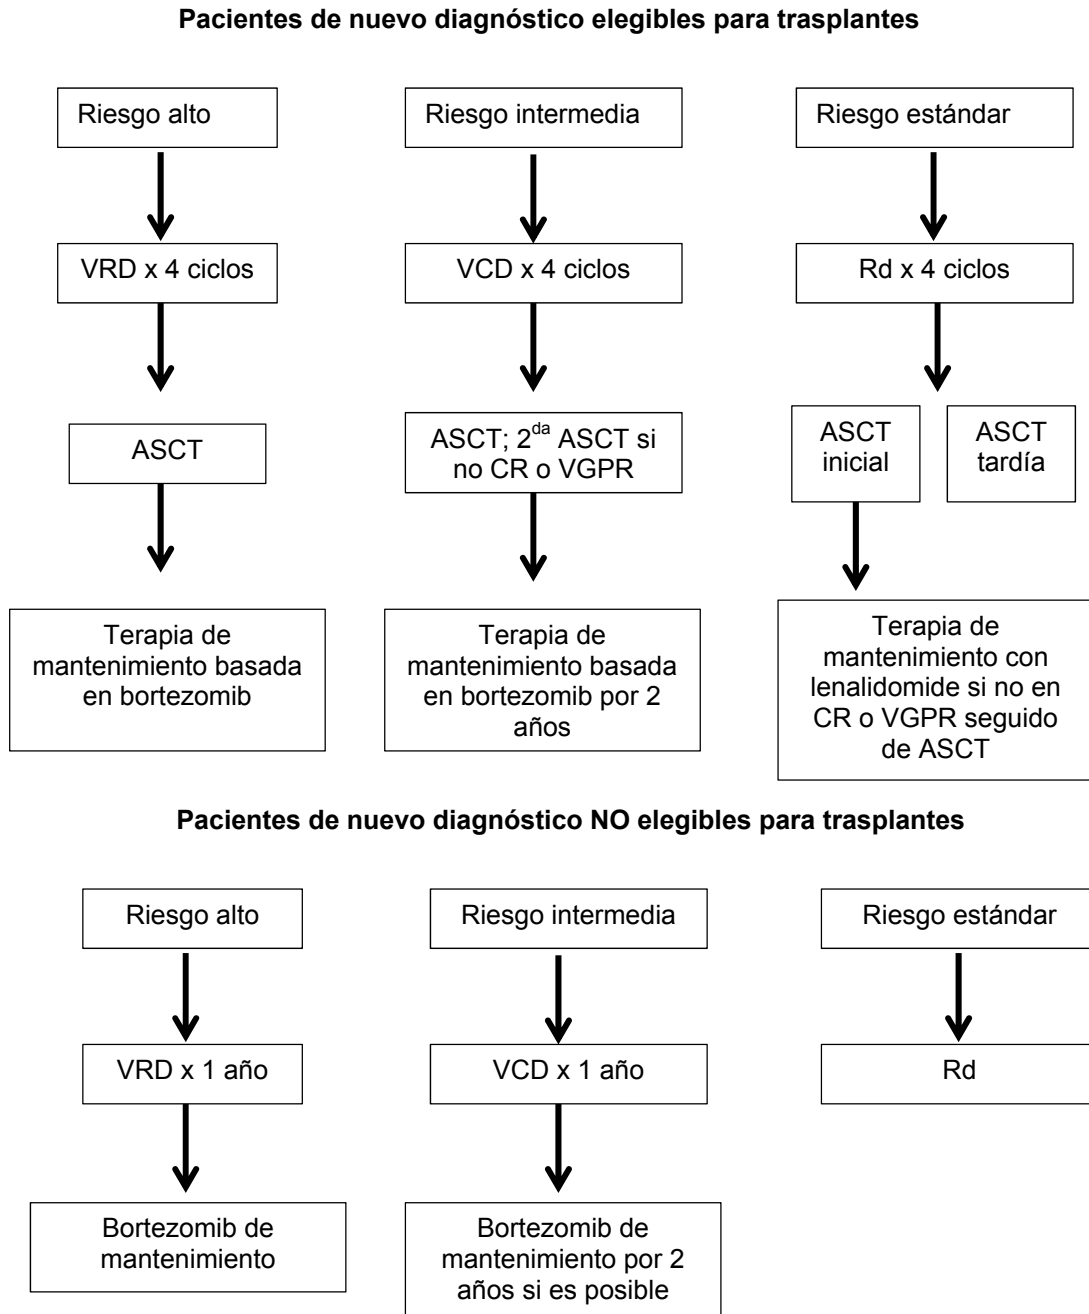 Pacientes de nuevo diagnóstico elegibles para trasplantes
Riesgo alto
Riesgo intermedia
Riesgo estándar
VRD x 4 ciclos
VCD x 4 ciclos
Rd x 4 ciclos
ASCT
ASCT; 2da ASCT si
no CR o VGPR
ASCT
inicial
ASCT
tardía
Terapia de
mantenimiento basada
en bortezomib
Terapia de
mantenimiento basada
en bortezomib por 2
años
Terapia de
mantenimiento con
lenalidomide si no en
CR o VGPR seguido
de ASCT
Pacientes de nuevo diagnóstico NO elegibles para trasplantes
Riesgo alto
Riesgo intermedia
Riesgo estándar
VRD x 1 año
VCD x 1 año
Rd
Bortezomib de
mantenimiento
Bortezomib de
mantenimiento por 2
años si es posible